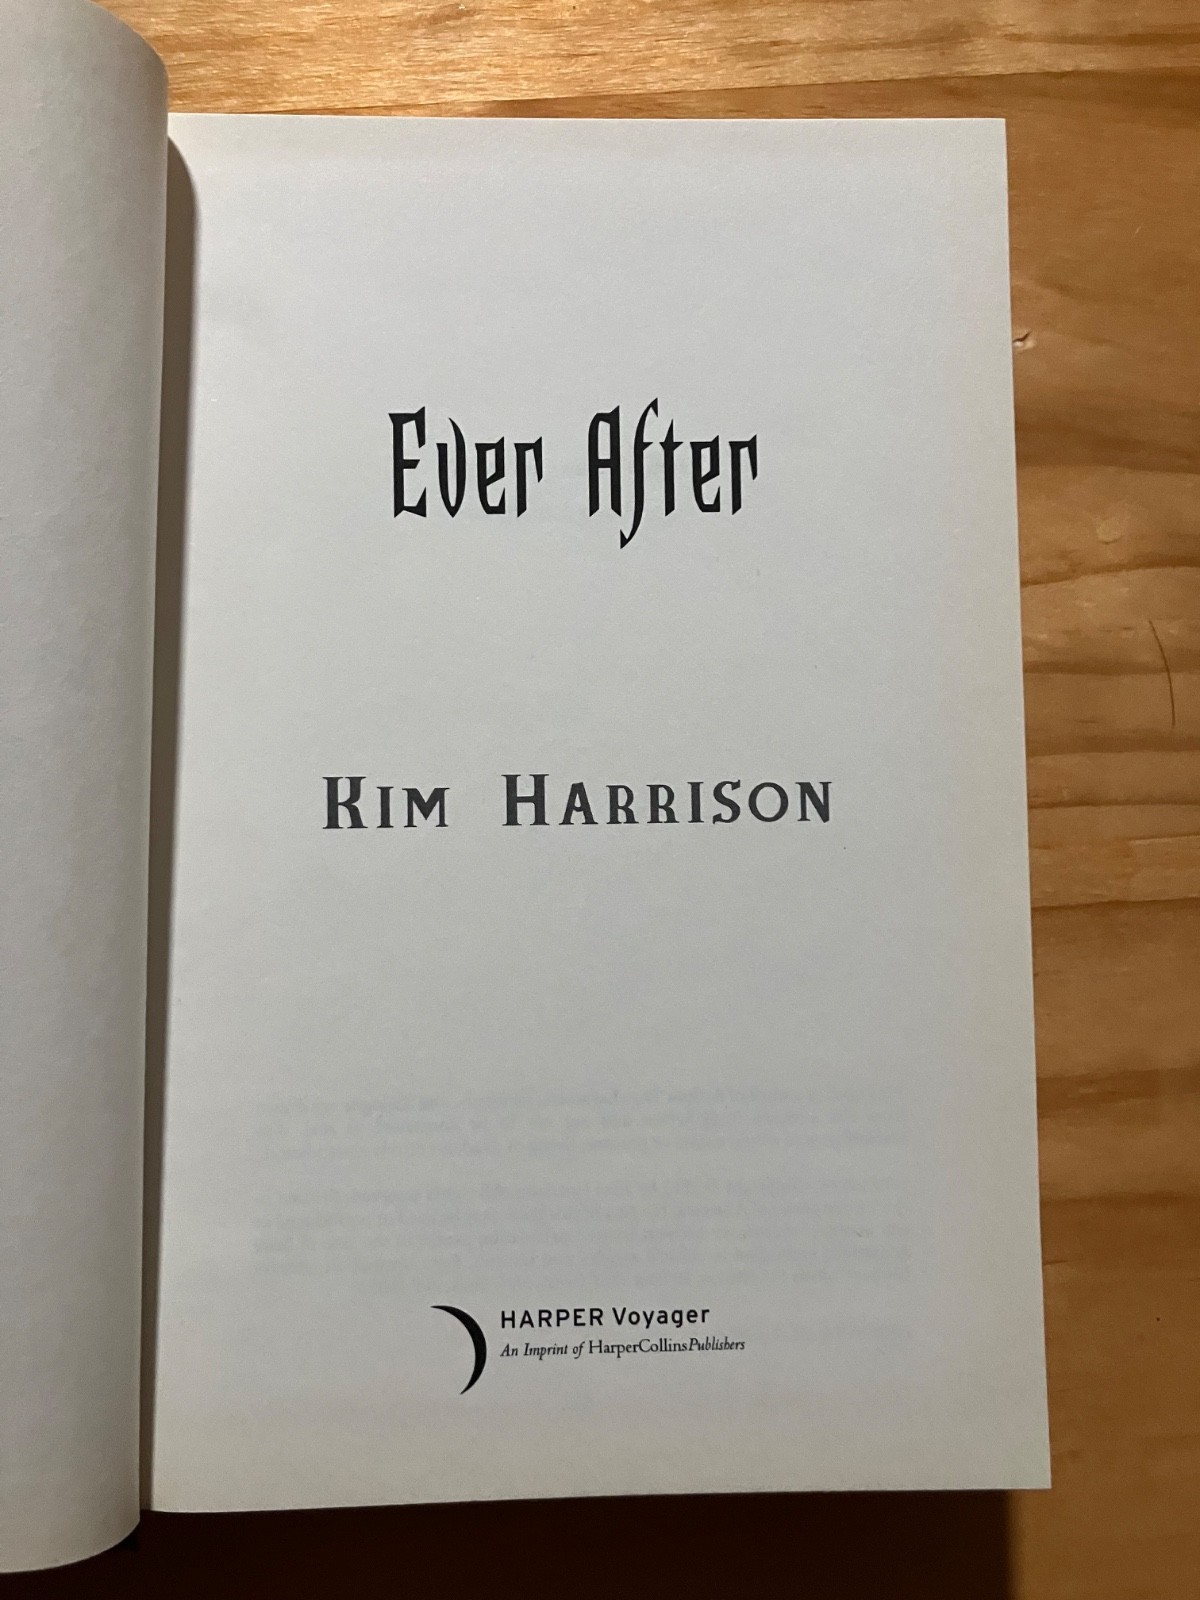 Ever After
KIM HARRISON
HARPER Voyager
An Imprint of HarperCollinsPublishers